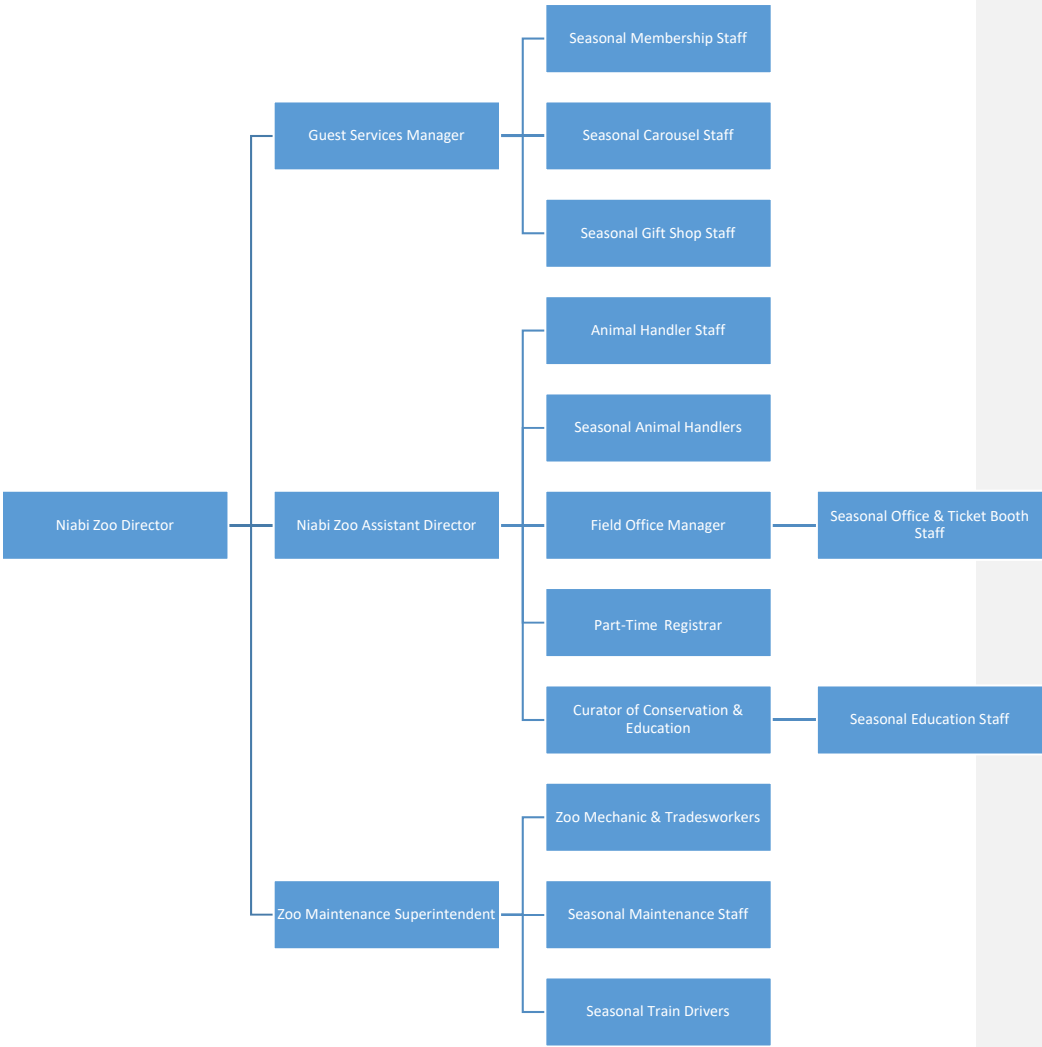 Seasonal Membership Staff
Guest Services Manager
Seasonal Carousel Staff
Seasonal Gift Shop Staff
Animal Handler Staff
Seasonal Animal Handlers
Niabi Zoo Director
Niabi Zoo Assistant Director
Field Office Manager
Seasonal Office & Ticket Booth
Staff
Part-Time Registrar
Curator of Conservation &
Education
Seasonal Education Staff
Zoo Mechanic & Tradesworkers
Zoo Maintenance Superintendent
Seasonal Maintenance Staff
Seasonal Train Drivers